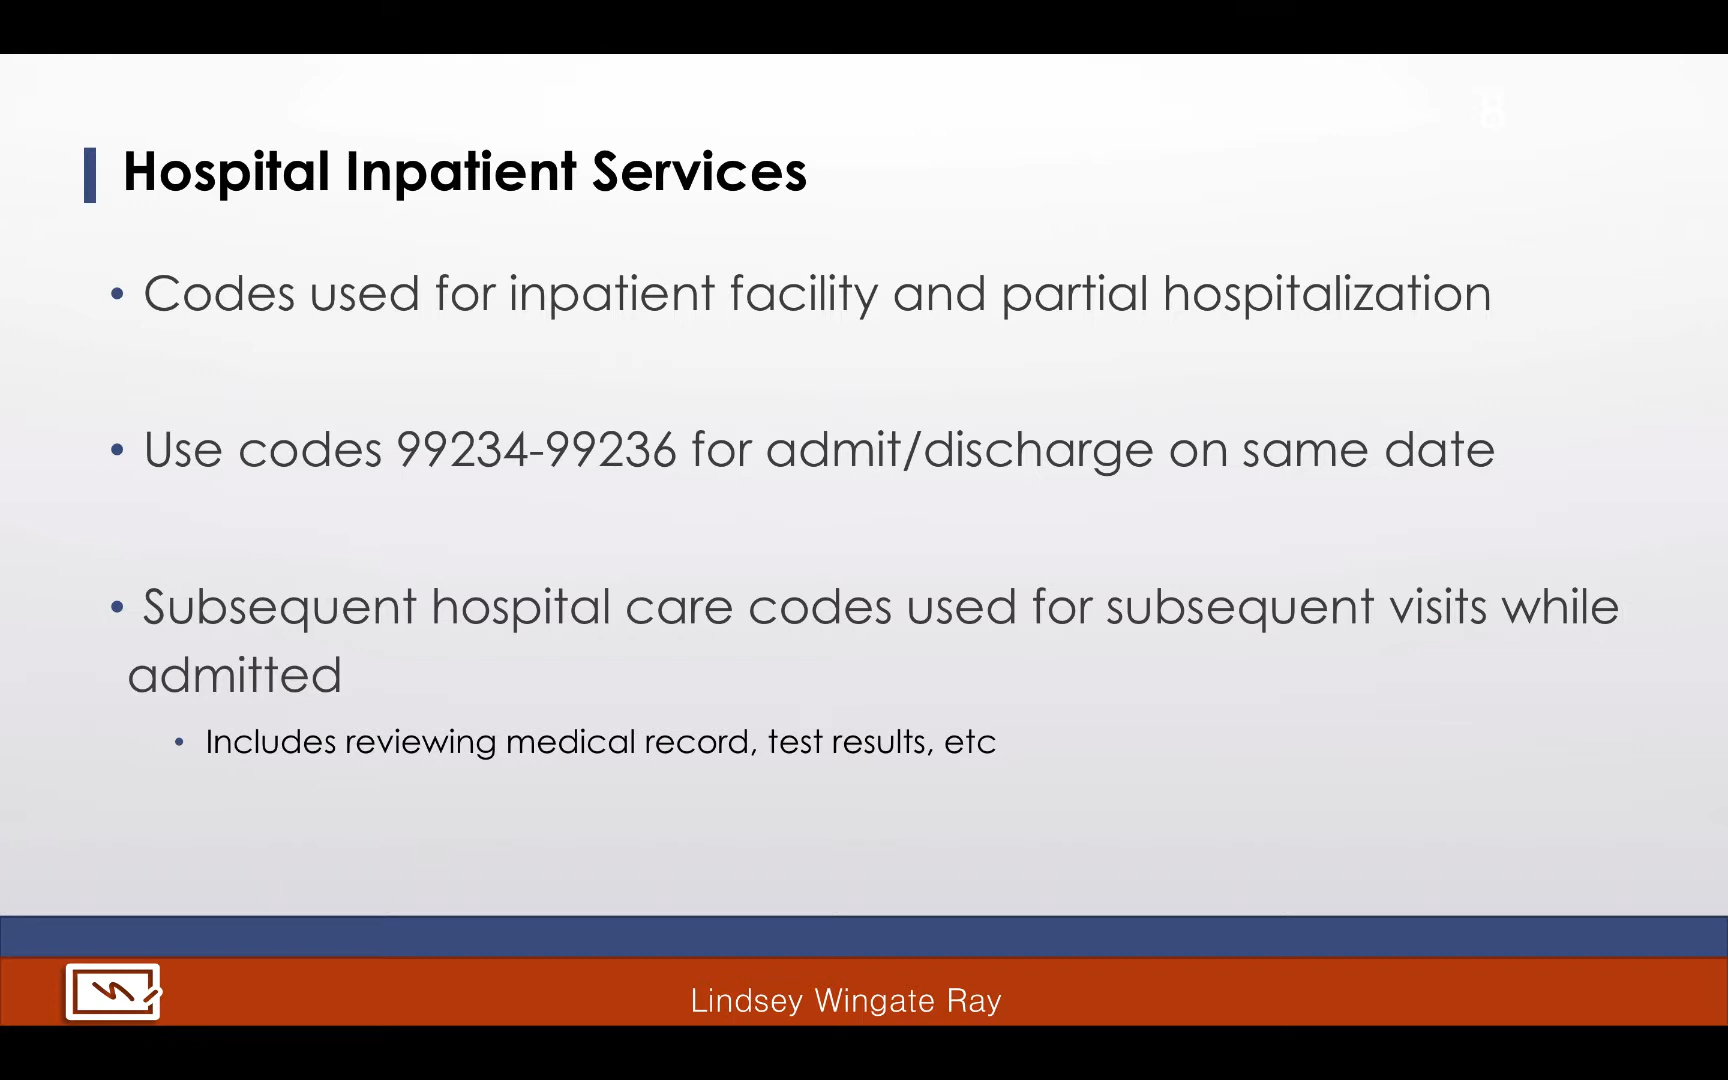 Hospital Inpatient Services
• Codes used for inpatient facility and partial hospitalization
• Use codes 99234-99236 for admit/discharge on same date
• Subsequent hospital care codes used for subsequent visits while
admitted
• Includes reviewing medical record, test results, etc
Lindsey Wingate Ray